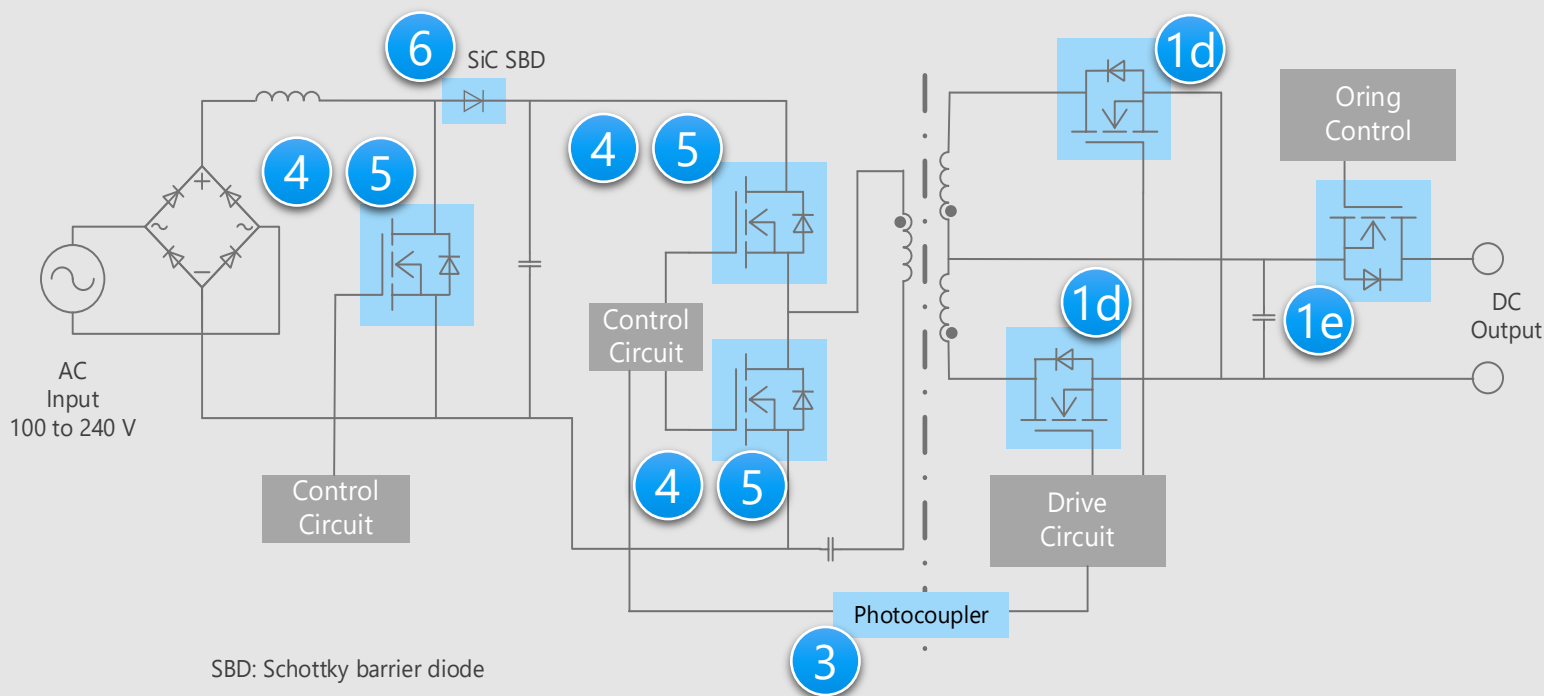 6
SiC SBD
1d
Oring
Control
4
5
4
5
+
−
AC
Input
100 to 240 V
Control
Circuit
1d
1e
DC
Output
4
5
Control
Circuit
Drive
Circuit
Photocoupler
3
SBD: Schottky barrier diode